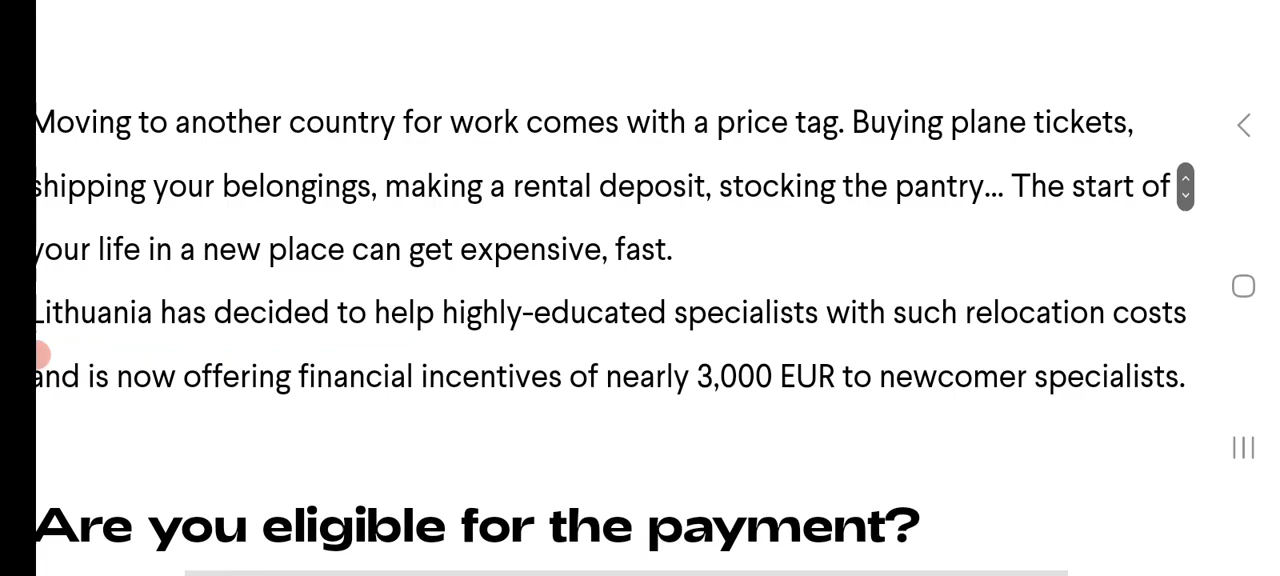 Moving to another country for work comes with a price tag. Buying plane tickets,
shipping your belongings, making a rental deposit, stocking the pantry... The start of
your life in a new place can get expensive, fast.
Lithuania has decided to help highly-educated specialists with such relocation costs
and is now offering financial incentives of nearly 3,000 EUR to newcomer specialists.
Are you eligible for the payment?